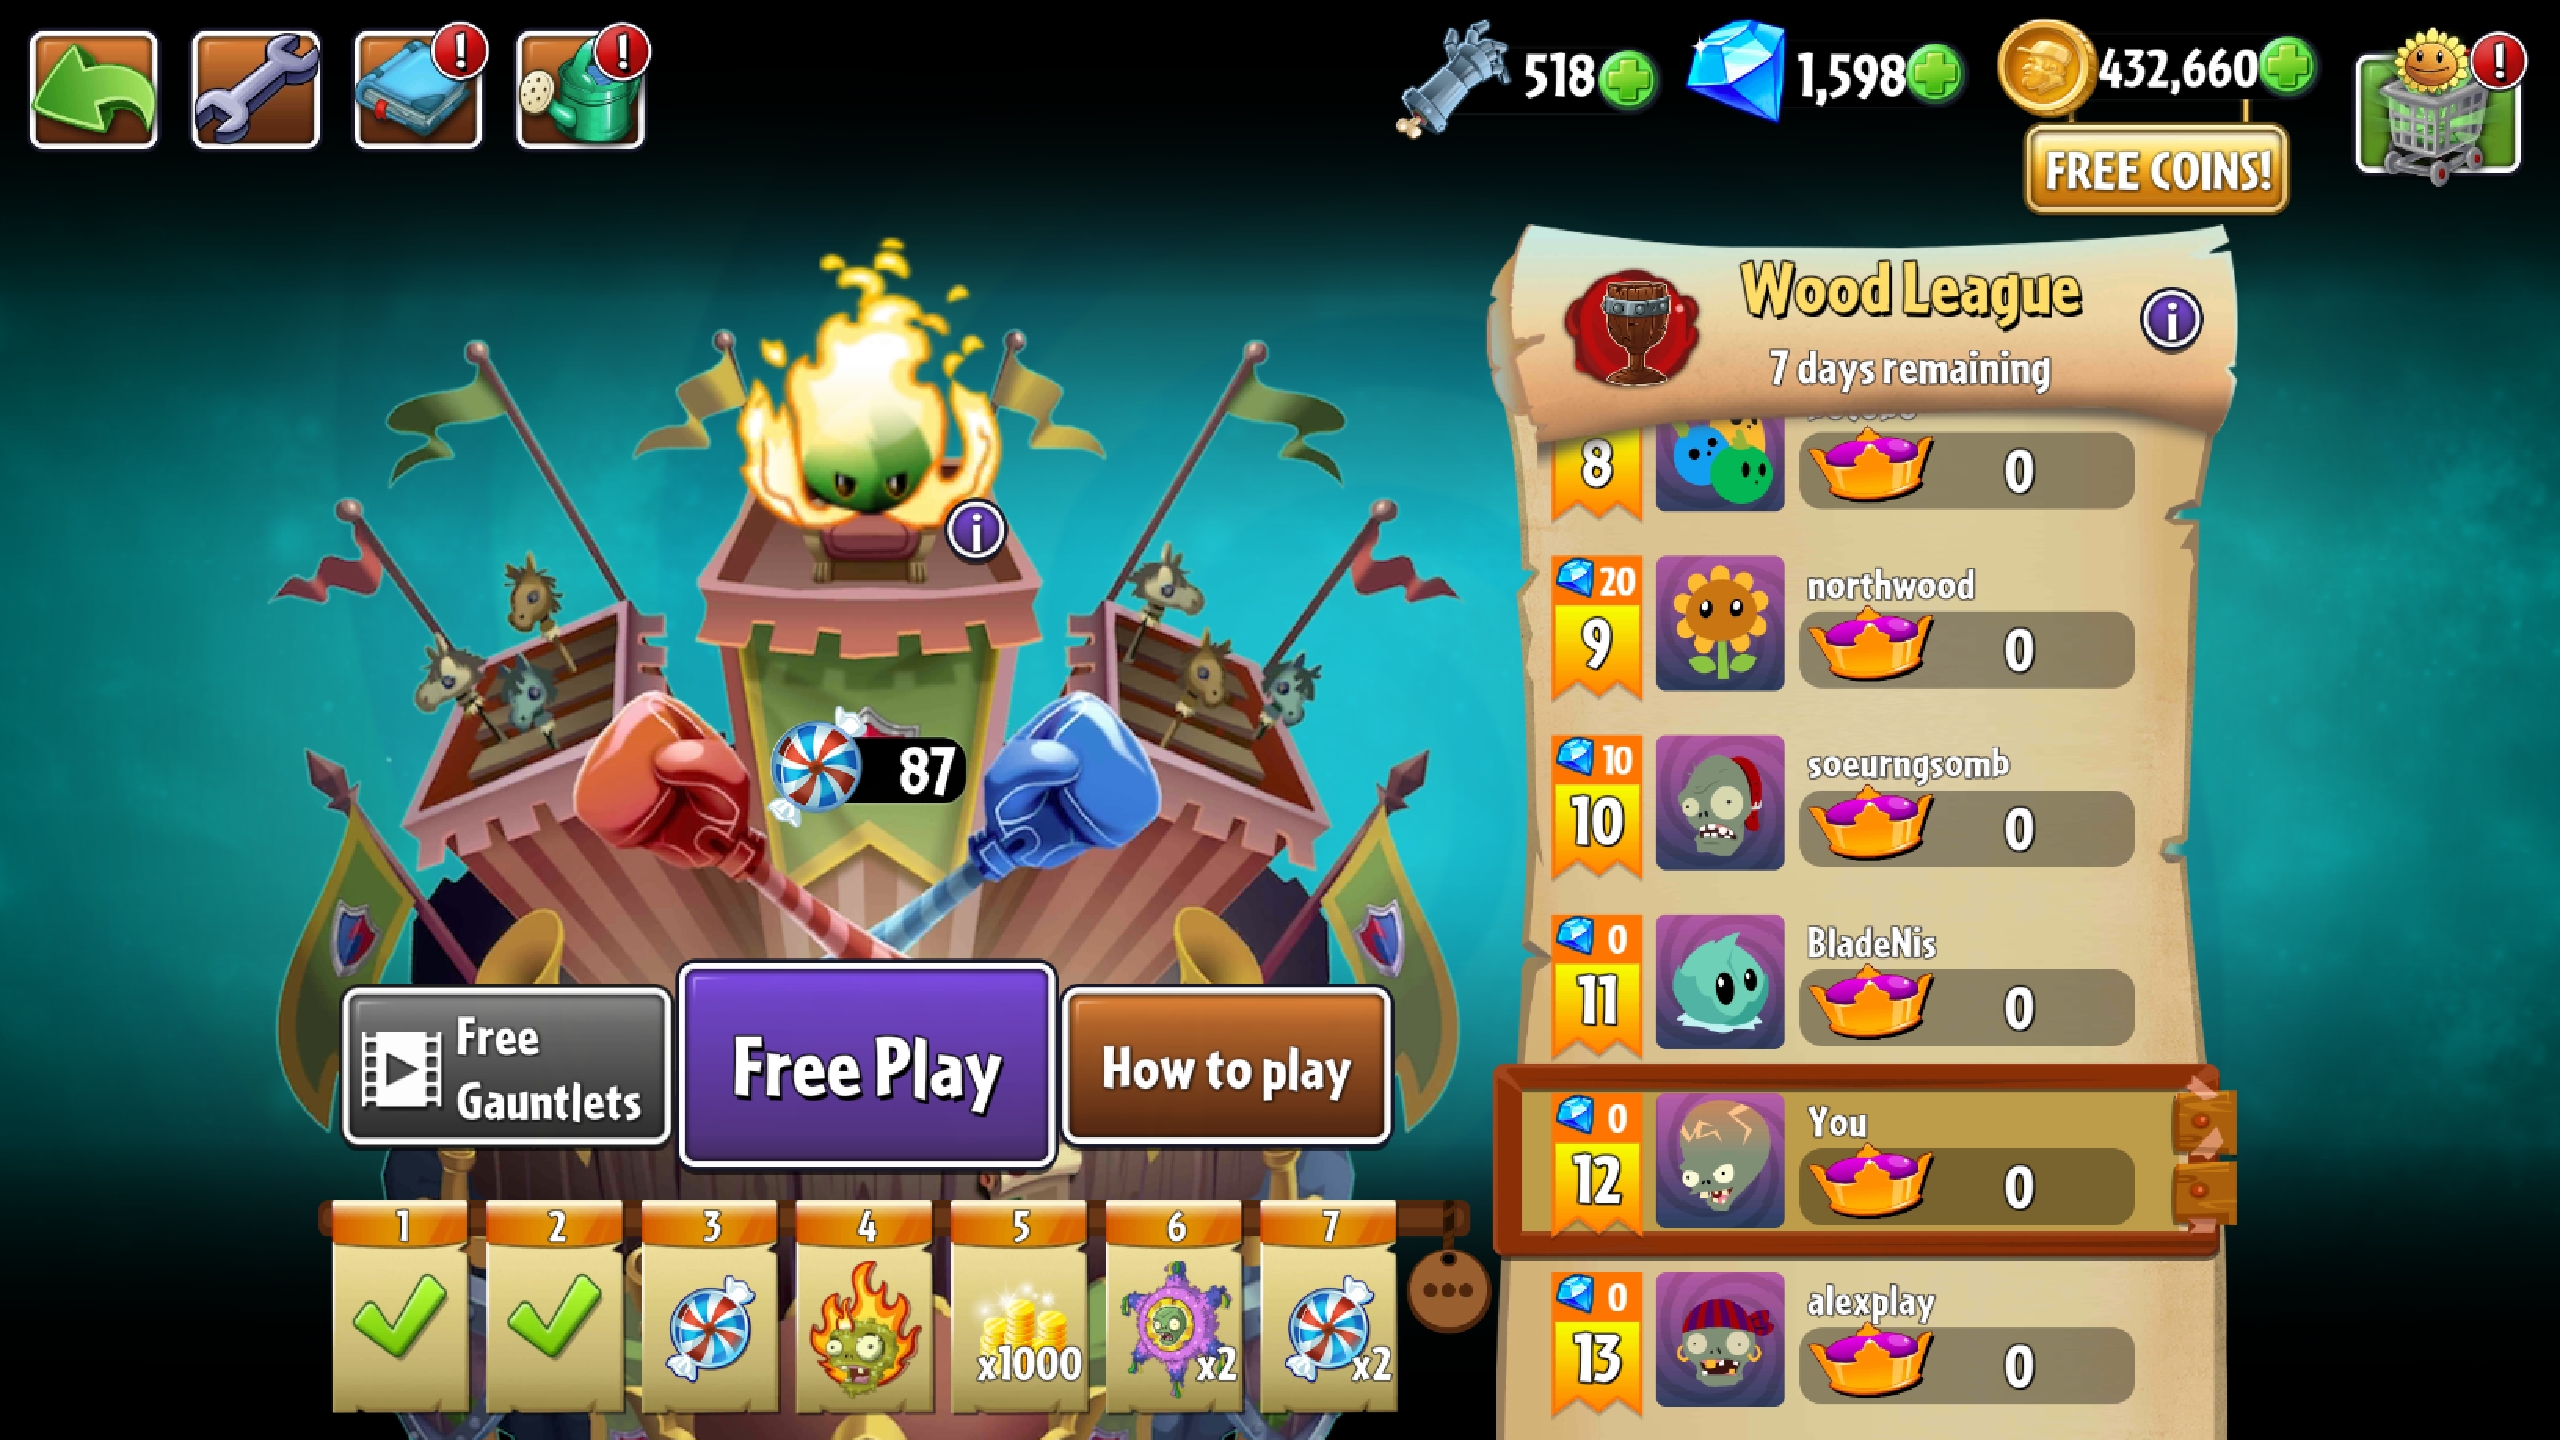 518
1,598
432,660
FREE COINS!
Wood League
7 days remaining
8
0
20
9
northwood
0
10
10
soeurngsomb
0
0
11
BladeNis
0
0
12
You
0
0
13
alexplay
0
87
Free
Gauntlets
Free Play
How to play
1
2
3
4
5
6
7
x1000
x2
x2